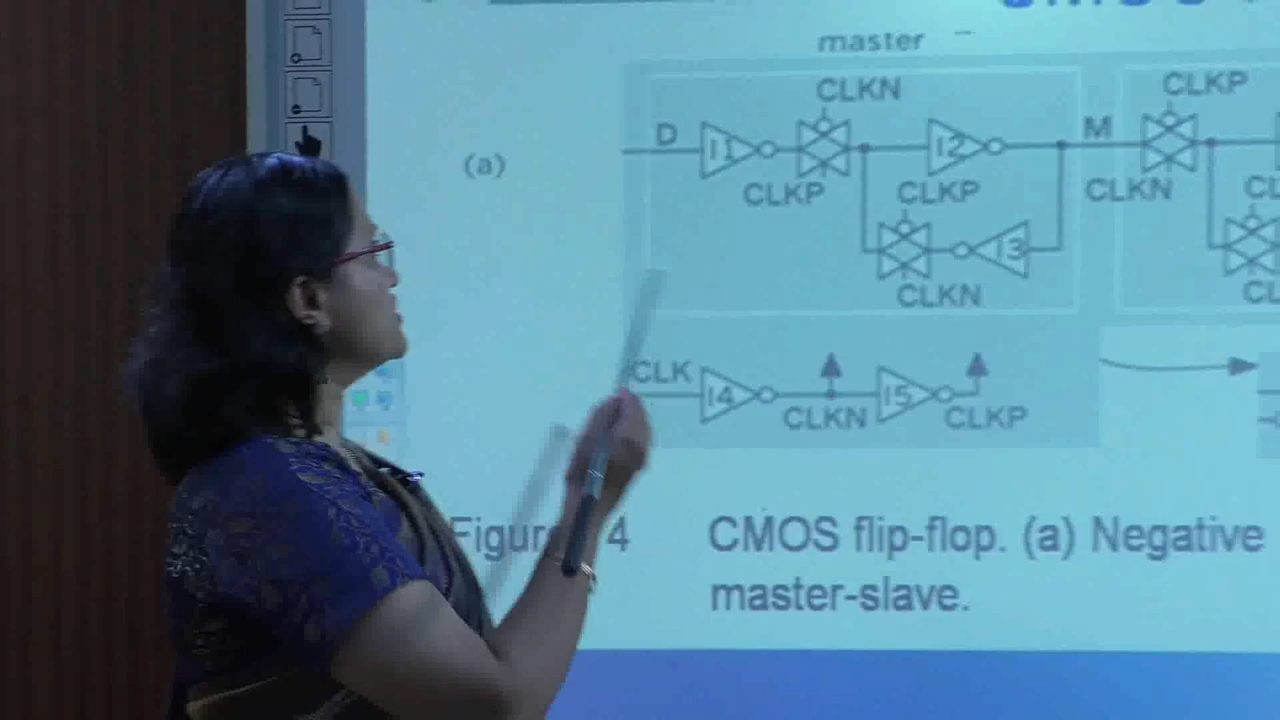 master
CLKN
CLKP
D
I1
I2
M
CLKP
CLKP
CLKN
(a)
I3
CLKN
CLK
I4
I5
CLKN
CLKP
4 CMOS flip-flop. (a) Negative
master-slave.